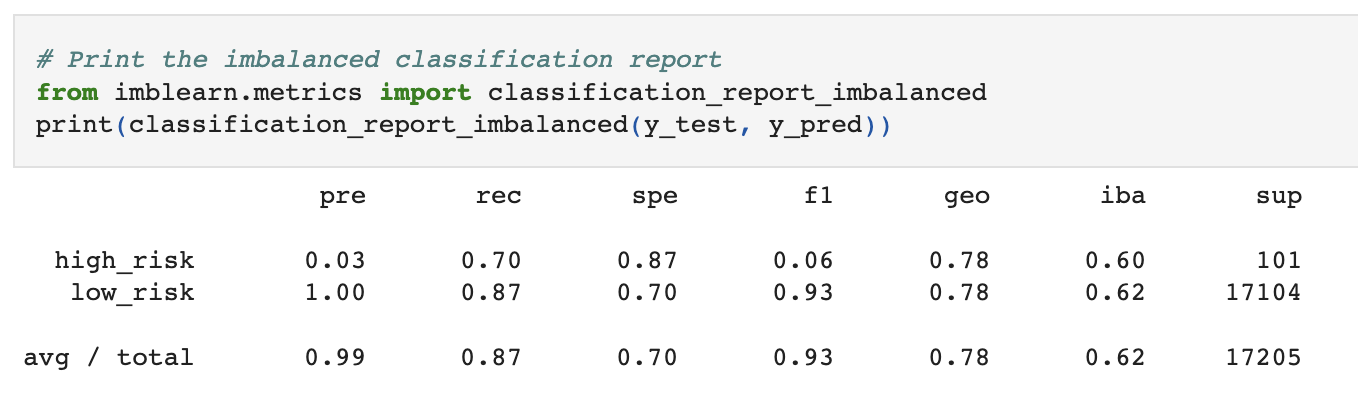 # Print the imbalanced classification report
from imblearn.metrics import classification_report_imbalanced
print(classification_report_imbalanced(y_test, y_pred))
pre rec spe f1 geo iba sup
high_risk 0.03 0.70 0.87 0.06 0.78 0.60 101
low_risk 1.00 0.87 0.70 0.93 0.78 0.62 17104
avg / total 0.99 0.87 0.70 0.93 0.78 0.62 17205